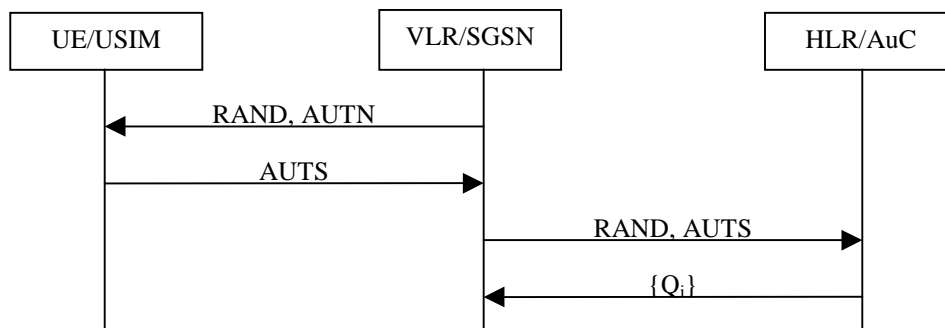 UE/USIM
VLR/SGSN
HLR/AuC
RAND, AUTN
AUTS
RAND, AUTS
{Qᵢ}